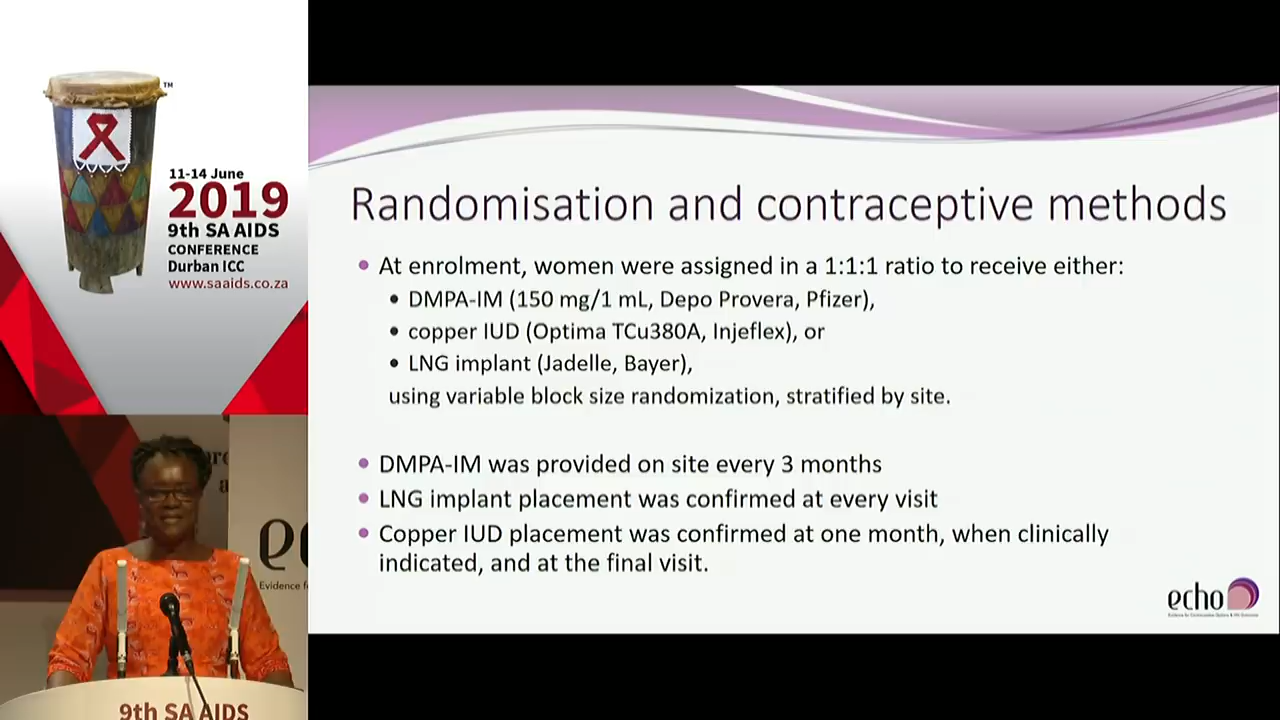 TM
11-14 June
2019
9th SA AIDS
CONFERENCE
Durban ICC
www.saaids.co.za
Randomisation and contraceptive methods
• At enrolment, women were assigned in a 1:1:1 ratio to receive either:
• DMPA-IM (150 mg/1 mL, Depo Provera, Pfizer),
• copper IUD (Optima TCu380A, Injeflex), or
• LNG implant (Jadelle, Bayer),
using variable block size randomization, stratified by site.
• DMPA-IM was provided on site every 3 months
• LNG implant placement was confirmed at every visit
• Copper IUD placement was confirmed at one month, when clinically
indicated, and at the final visit.
echo
Evidence
9th SA AIDS